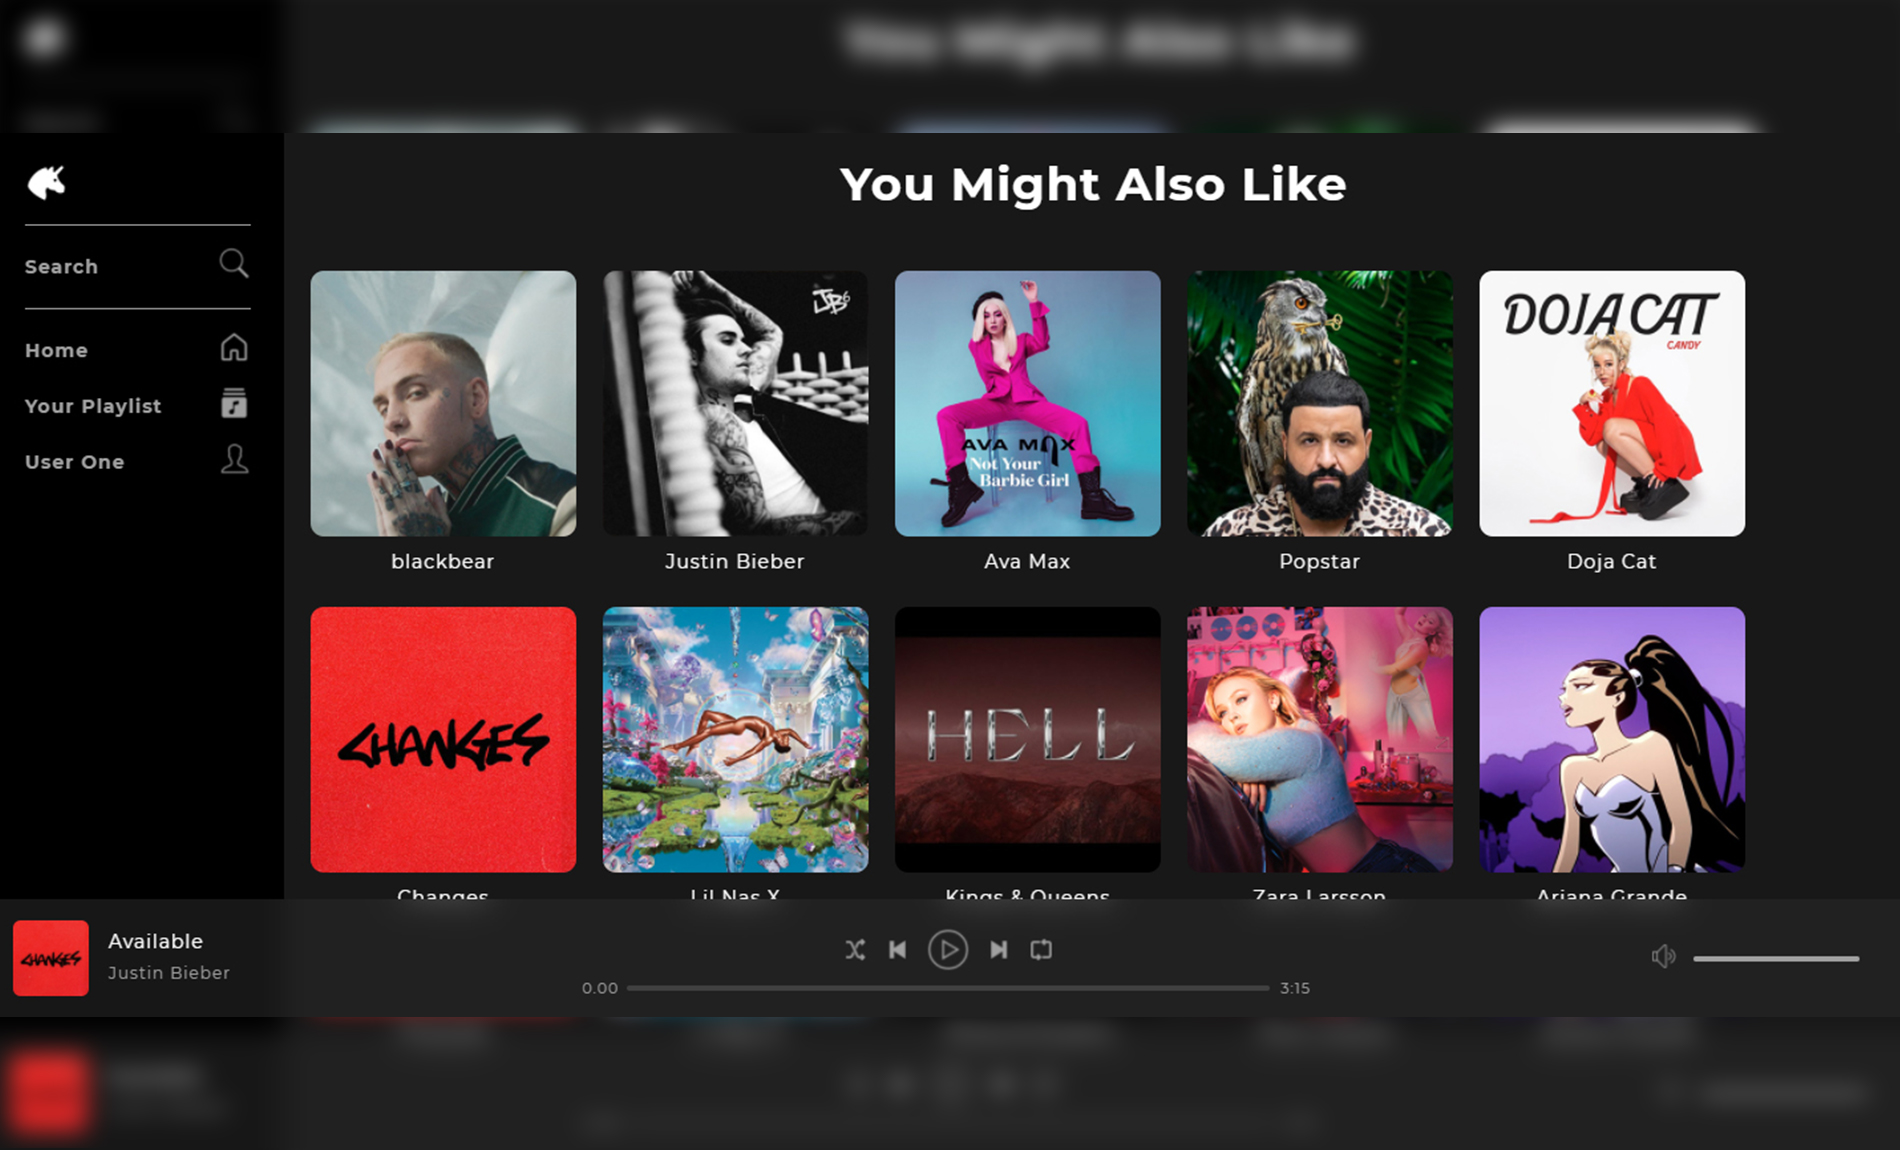 You Might Also Like
Search
Home
Your Playlist
User One
JB6
AVA MAX
Not Your
Barbie Girl
DOJA CAT
CANDY
blackbear
Justin Bieber
Ava Max
Popstar
Doja Cat
CHANGES
HELL
Changes
Lil Nas X
Kings & Queens
Zara Larsson
Ariana Grande
CHANGES
Available
Justin Bieber
0.00
3:15